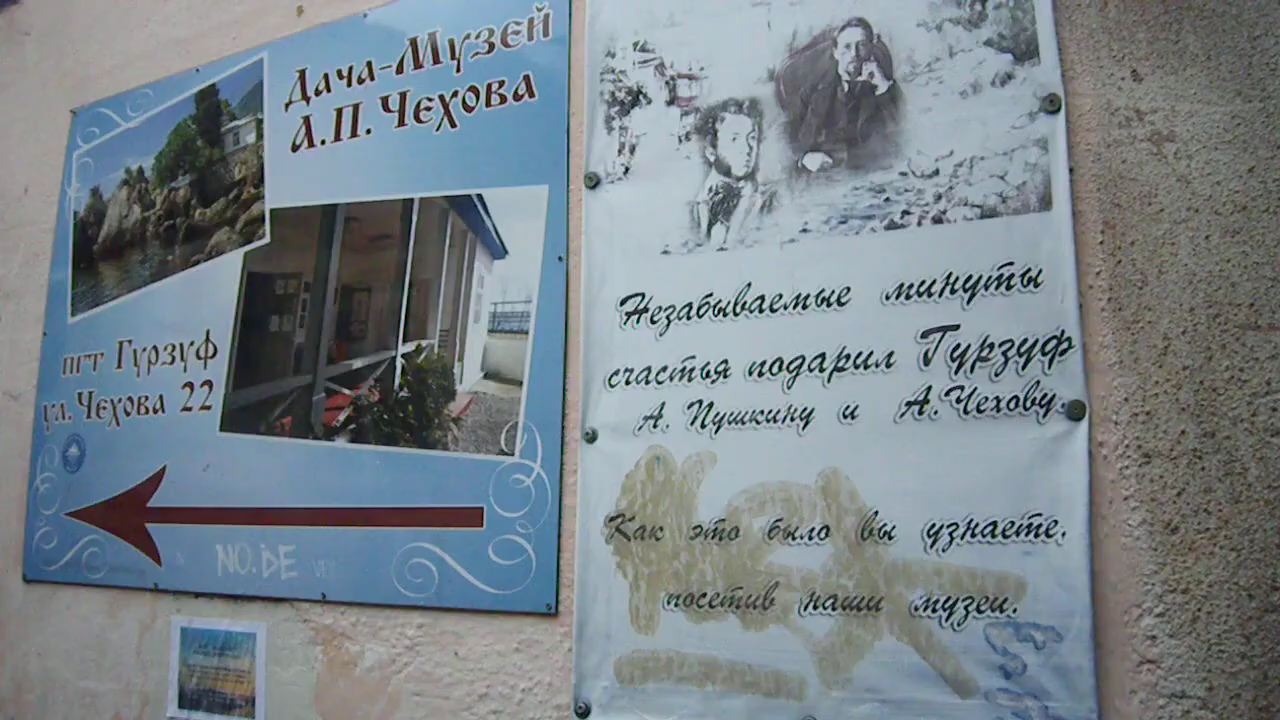 Дача-Музей
А.П. Чехова
пгт Гурзуф
ул. Чехова 22
NO.DE
Незабываемые минуты
счастья подарил Гурзуф
А. Пушкину и А. Чехову.
Как это было вы узнаете,
посетив наши музеи.